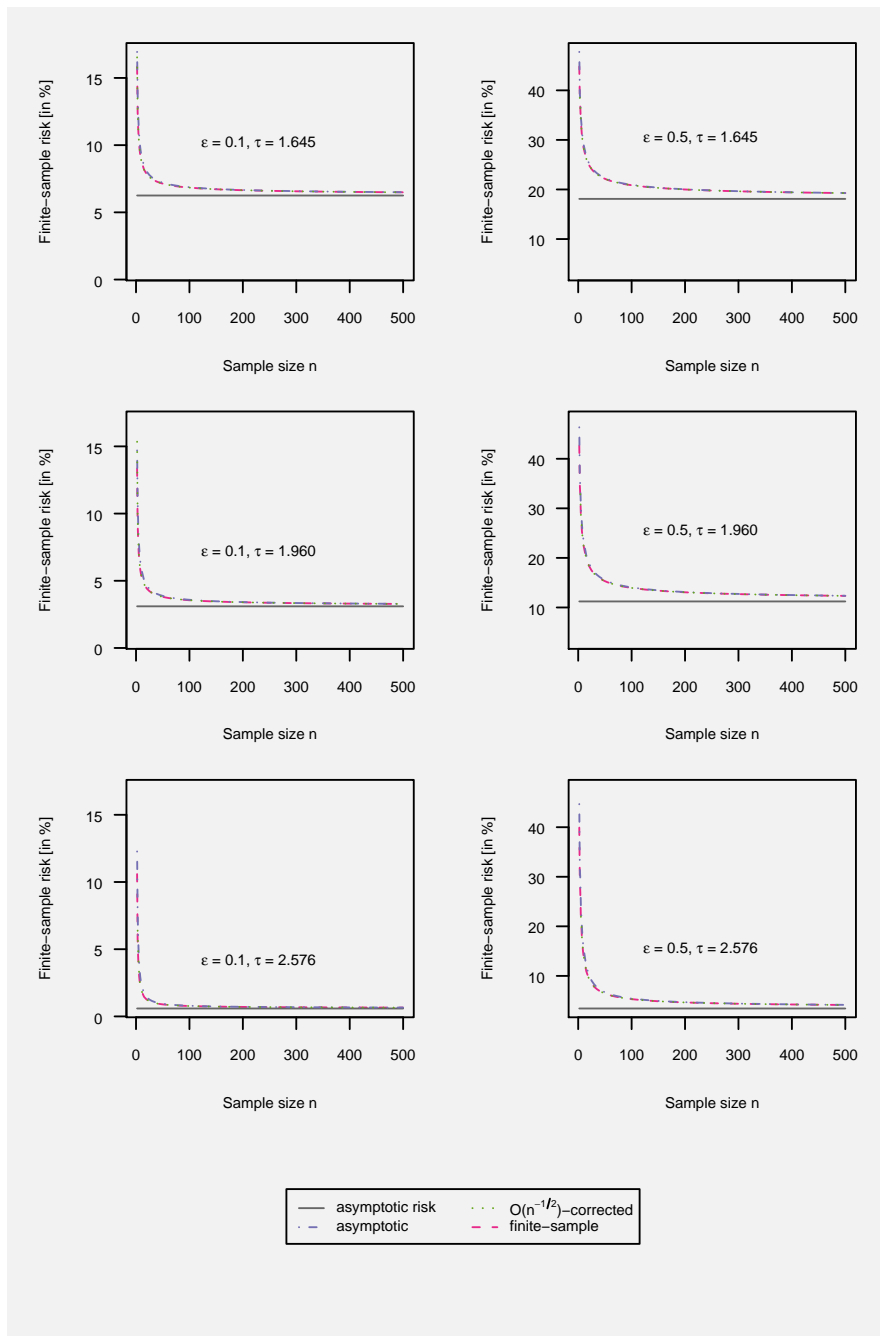 Finite−sample risk [in %]
15
10
5
0
ε = 0.1, τ = 1.645
0 100 200 300 400 500
Sample size n
Finite−sample risk [in %]
40
30
20
10
ε = 0.5, τ = 1.645
0 100 200 300 400 500
Sample size n
Finite−sample risk [in %]
15
10
5
0
ε = 0.1, τ = 1.960
0 100 200 300 400 500
Sample size n
Finite−sample risk [in %]
40
30
20
10
ε = 0.5, τ = 1.960
0 100 200 300 400 500
Sample size n
Finite−sample risk [in %]
15
10
5
0
ε = 0.1, τ = 2.576
0 100 200 300 400 500
Sample size n
Finite−sample risk [in %]
40
30
20
10
ε = 0.5, τ = 2.576
0 100 200 300 400 500
Sample size n
asymptotic risk
asymptotic
O(n⁻¹/²)−corrected
finite−sample